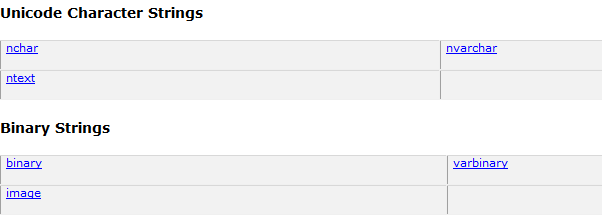 Unicode Character Strings
nchar nvarchar
ntext
Binary Strings
binary varbinary
image